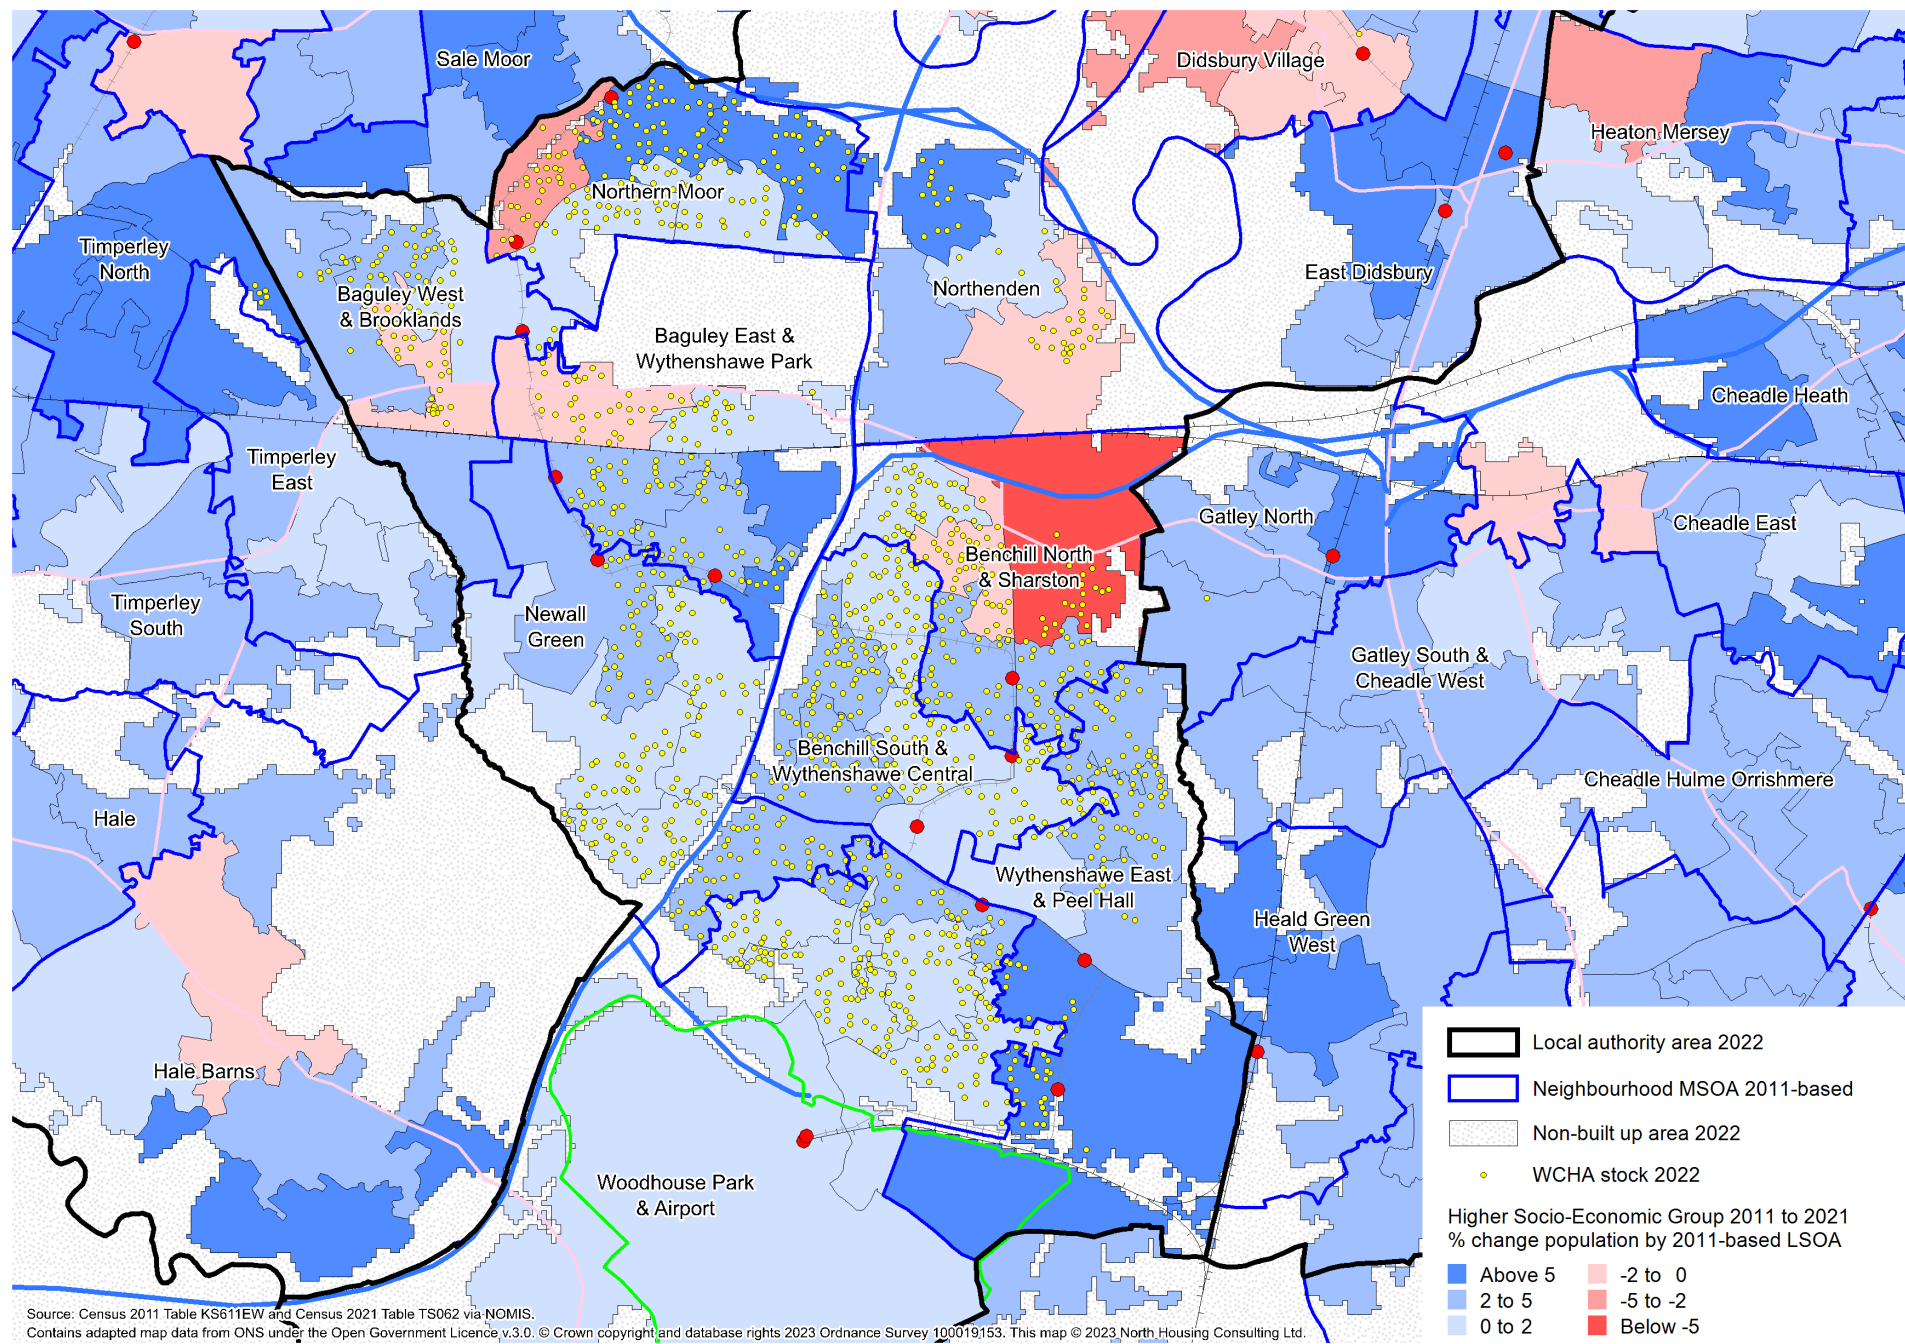 Sale Moor
Didsbury Village
Heaton Mersey
Northern Moor
Timperley
North
Baguley West
& Brooklands
Northenden
East Didsbury
Baguley East &
Wythenshawe Park
Cheadle Heath
Timperley
East
Gatley North
Cheadle East
Benchill North
& Sharston
Timperley
South
Newall
Green
Gatley South &
Cheadle West
Benchill South &
Wythenshawe Central
Cheadle Hulme Orrishmere
Hale
Wythenshawe East
& Peel Hall
Heald Green
West
Hale Barns
Woodhouse Park
& Airport
Local authority area 2022
Neighbourhood MSOA 2011-based
Non-built up area 2022
WCHA stock 2022
Higher Socio-Economic Group 2011 to 2021
% change population by 2011-based LSOA
Above 5
-2 to 0
2 to 5
-5 to -2
0 to 2
Below -5
Source: Census 2011 Table KS611EW and Census 2021 Table TS062 via NOMIS.
Contains adapted map data from ONS under the Open Government Licence v.3.0. © Crown copyright and database rights 2023 Ordnance Survey 100019153. This map © 2023 North Housing Consulting Ltd.